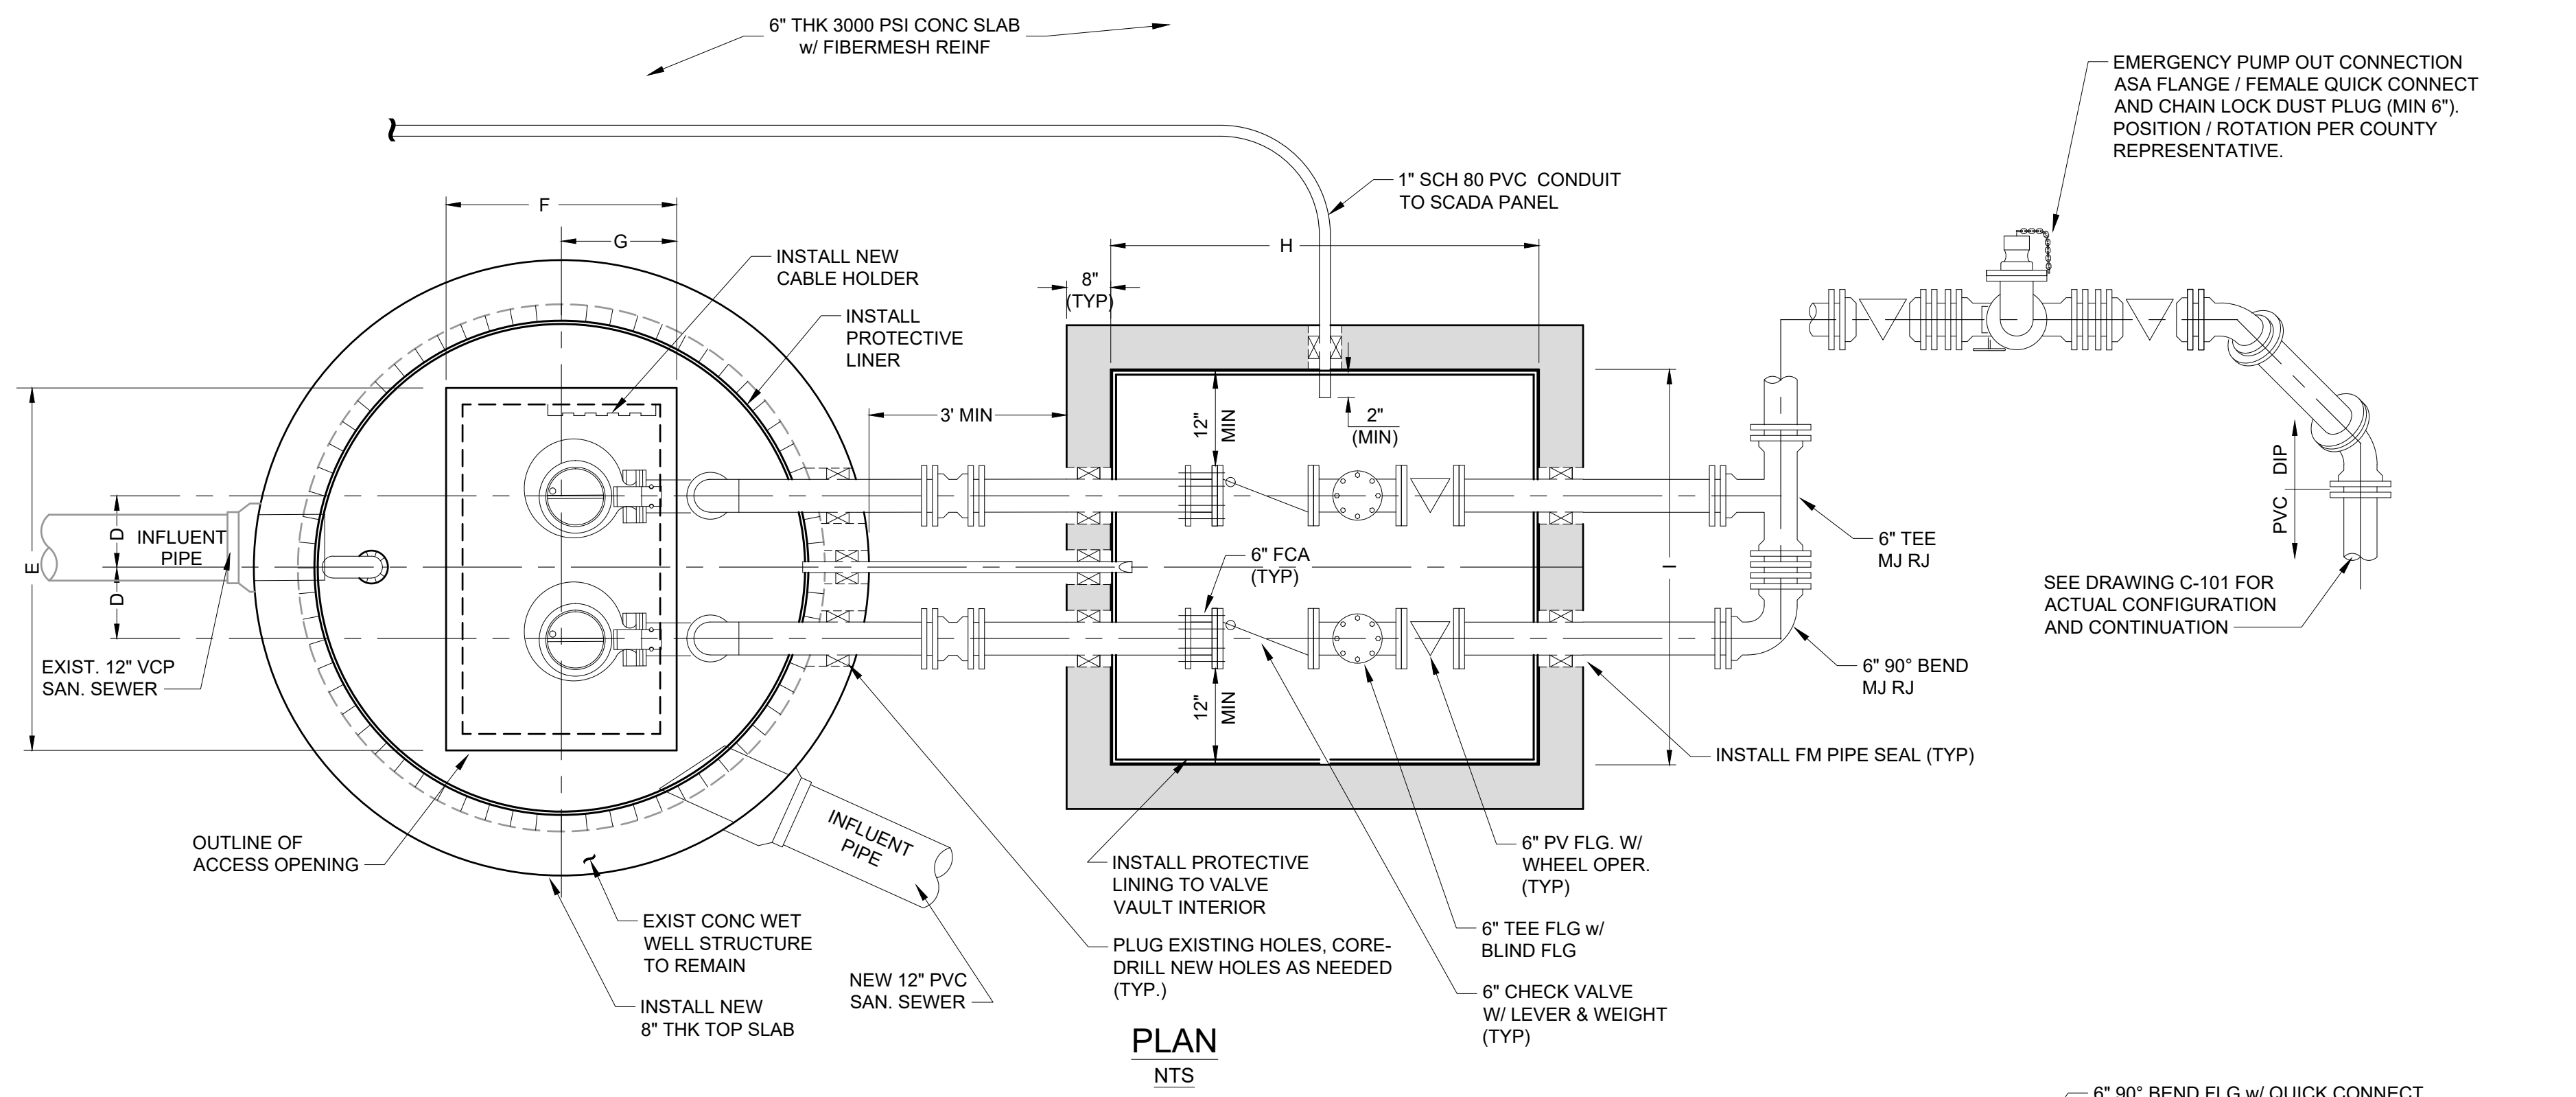 6" THK 3000 PSI CONC SLAB
w/ FIBERMESH REINF
EMERGENCY PUMP OUT CONNECTION
ASA FLANGE / FEMALE QUICK CONNECT
AND CHAIN LOCK DUST PLUG (MIN 6").
POSITION / ROTATION PER COUNTY
REPRESENTATIVE.
1" SCH 80 PVC CONDUIT
TO SCADA PANEL
F
G
H
INSTALL NEW
CABLE HOLDER
8"
(TYP)
INSTALL
PROTECTIVE
LINER
3' MIN
12"
MIN
2"
(MIN)
DIP
PVC
D
INFLUENT
PIPE
E
D
6" FCA
(TYP)
I
6" TEE
MJ RJ
SEE DRAWING C-101 FOR
ACTUAL CONFIGURATION
AND CONTINUATION
EXIST. 12" VCP
SAN. SEWER
6" 90° BEND
MJ RJ
12"
MIN
INSTALL FM PIPE SEAL (TYP)
OUTLINE OF
ACCESS OPENING
INFLUENT
PIPE
INSTALL PROTECTIVE
LINING TO VALVE
VAULT INTERIOR
6" PV FLG. W/
WHEEL OPER.
(TYP)
EXIST CONC WET
WELL STRUCTURE
TO REMAIN
PLUG EXISTING HOLES, CORE-
DRILL NEW HOLES AS NEEDED
(TYP.)
6" TEE FLG w/
BLIND FLG
NEW 12" PVC
SAN. SEWER
6" CHECK VALVE
W/ LEVER & WEIGHT
(TYP)
INSTALL NEW
8" THK TOP SLAB
PLAN
NTS
6" 90° BEND FLG w/ QUICK CONNECT